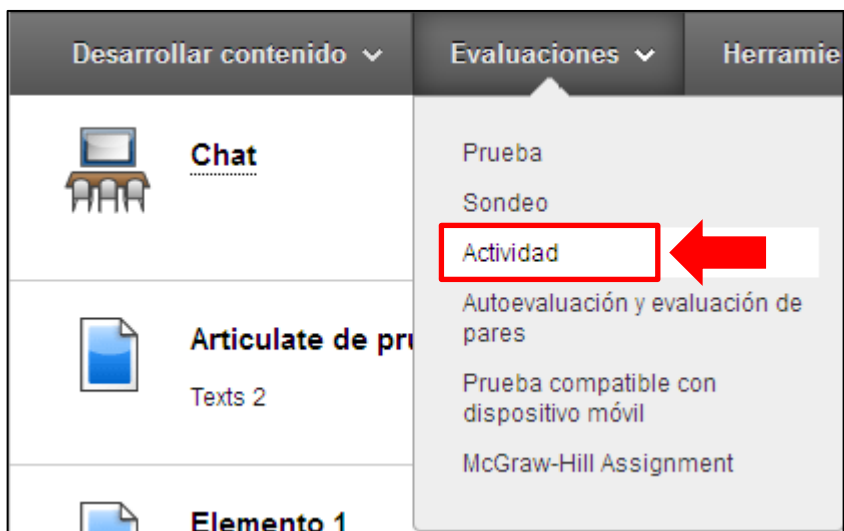 Desarrollar contenido
Evaluaciones
Herramie
Chat
Articulate de pru
Texts 2
Elemento 1
Prueba
Sondeo
Actividad
Autoevaluación y evaluación de
pares
Prueba compatible con
dispositivo móvil
McGraw-Hill Assignment